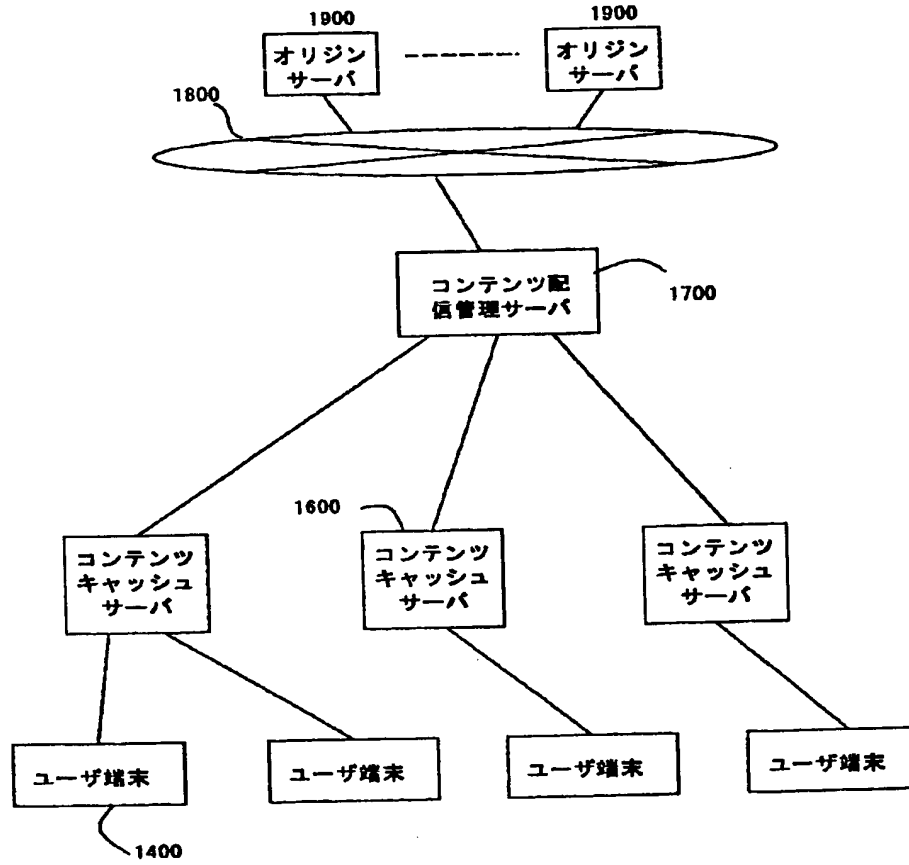 1900
1900
オリジン
サーバ
オリジン
サーバ
1800
コンテンツ配
信管理サーバ
1700
1600
コンテンツ
キャッシュ
サーバ
コンテンツ
キャッシュ
サーバ
コンテンツ
キャッシュ
サーバ
ユーザ端末
ユーザ端末
ユーザ端末
ユーザ端末
1400